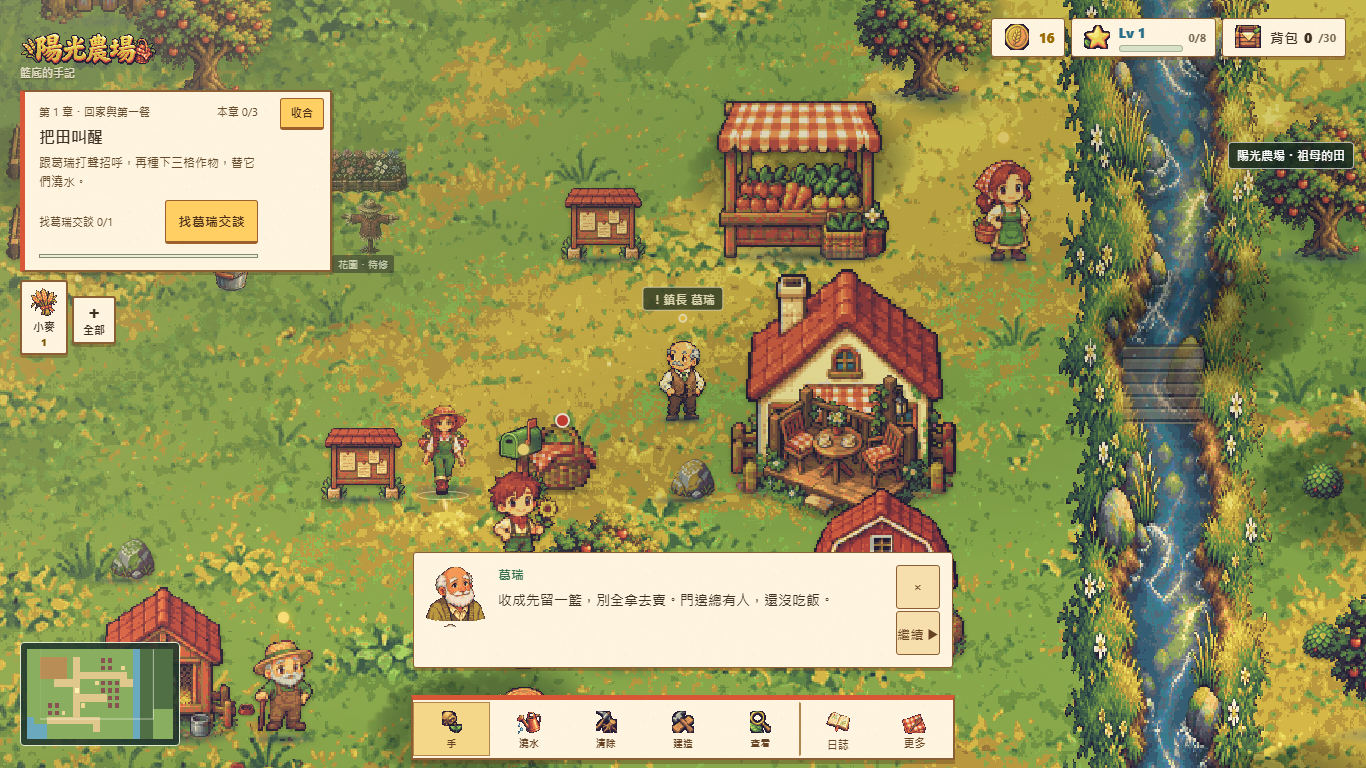 陽光農場
籃底的手記
第 1 章 · 回家與第一餐
本章 0/3
收合
把田叫醒
跟葛瑞打聲招呼，再種下三格作物，替它
們澆水。
找葛瑞交談 0/1
找葛瑞交談
小麥
1
+
全部
花園 · 待修
16
Lv 1
0/8
背包 0 /30
陽光農場 · 祖母的田
! 鎮長 葛瑞
葛瑞
收成先留一籃，別全拿去賣。門邊總有人，還沒吃飯。
×
繼續 ▶
手
澆水
清除
建造
查看
日誌
更多